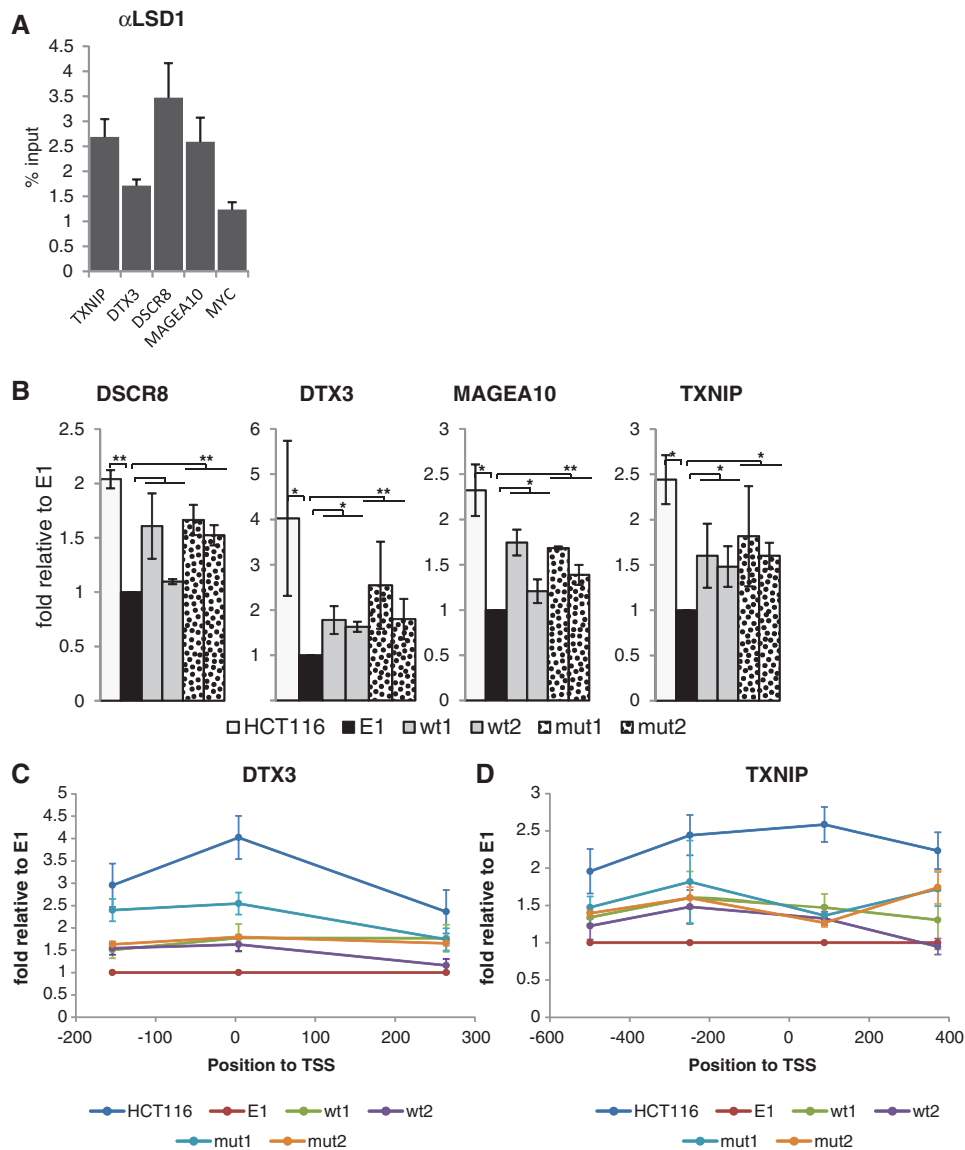 A
αLSD1
% input
4.5
4
3.5
3
2.5
2
1.5
1
0.5
0
TXNIP
DTX3
DSCR8
MAGEA10
MYC
B
DSCR8
DTX3
MAGEA10
TXNIP
fold relative to E1
2.5
2
1.5
1
0.5
0
** **
6
5
4
3
2
1
0
* * **
3
2.5
2
1.5
1
0.5
0
* * **
3
2.5
2
1.5
1
0.5
0
* * *
HCT116 E1 wt1 wt2 mut1 mut2
C
DTX3
fold relative to E1
5
4.5
4
3.5
3
2.5
2
1.5
1
0.5
0
-200 -100 0 100 200 300
Position to TSS
HCT116 E1 wt1 wt2
mut1 mut2
D
TXNIP
fold relative to E1
3
2.5
2
1.5
1
0.5
0
-600 -400 -200 0 200 400
Position to TSS
HCT116 E1 wt1 wt2
mut1 mut2